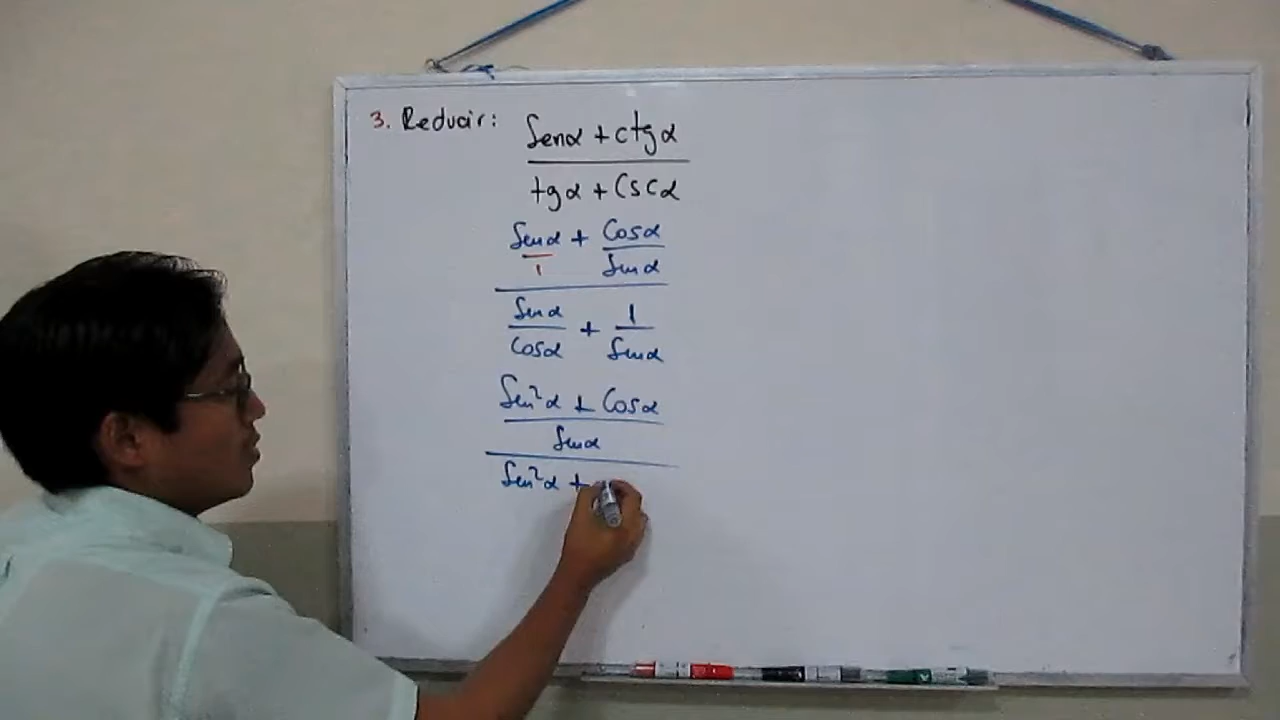 3. Reducir: Senα + ctgα
tgα + Cscα
Senα + Cosα
1 Senα
Senα + 1
Cosα Senα
Sen²α + Cosα
Senα
Sen²α +